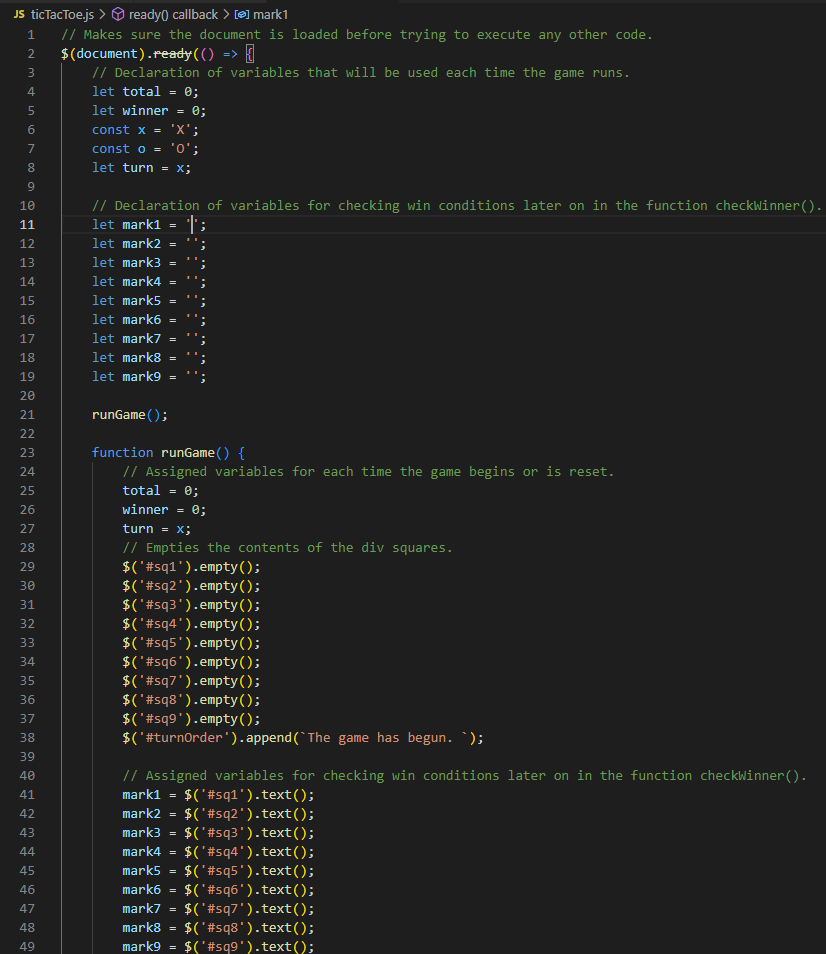 JS ticTacToe.js > ready() callback > mark1
1 // Makes sure the document is loaded before trying to execute any other code.
2 $(document).ready(() => {
3     // Declaration of variables that will be used each time the game runs.
4     let total = 0;
5     let winner = 0;
6     const x = 'X';
7     const o = 'O';
8     let turn = x;
9
10     // Declaration of variables for checking win conditions later on in the function checkWinner().
11     let mark1 = '';
12     let mark2 = '';
13     let mark3 = '';
14     let mark4 = '';
15     let mark5 = '';
16     let mark6 = '';
17     let mark7 = '';
18     let mark8 = '';
19     let mark9 = '';
20
21     runGame();
22
23     function runGame() {
24         // Assigned variables for each time the game begins or is reset.
25         total = 0;
26         winner = 0;
27         turn = x;
28         // Empties the contents of the div squares.
29         $('#sq1').empty();
30         $('#sq2').empty();
31         $('#sq3').empty();
32         $('#sq4').empty();
33         $('#sq5').empty();
34         $('#sq6').empty();
35         $('#sq7').empty();
36         $('#sq8').empty();
37         $('#sq9').empty();
38         $('#turnOrder').append(`The game has begun. `);
39
40         // Assigned variables for checking win conditions later on in the function checkWinner().
41         mark1 = $('#sq1').text();
42         mark2 = $('#sq2').text();
43         mark3 = $('#sq3').text();
44         mark4 = $('#sq4').text();
45         mark5 = $('#sq5').text();
46         mark6 = $('#sq6').text();
47         mark7 = $('#sq7').text();
48         mark8 = $('#sq8').text();
49         mark9 = $('#sq9').text();